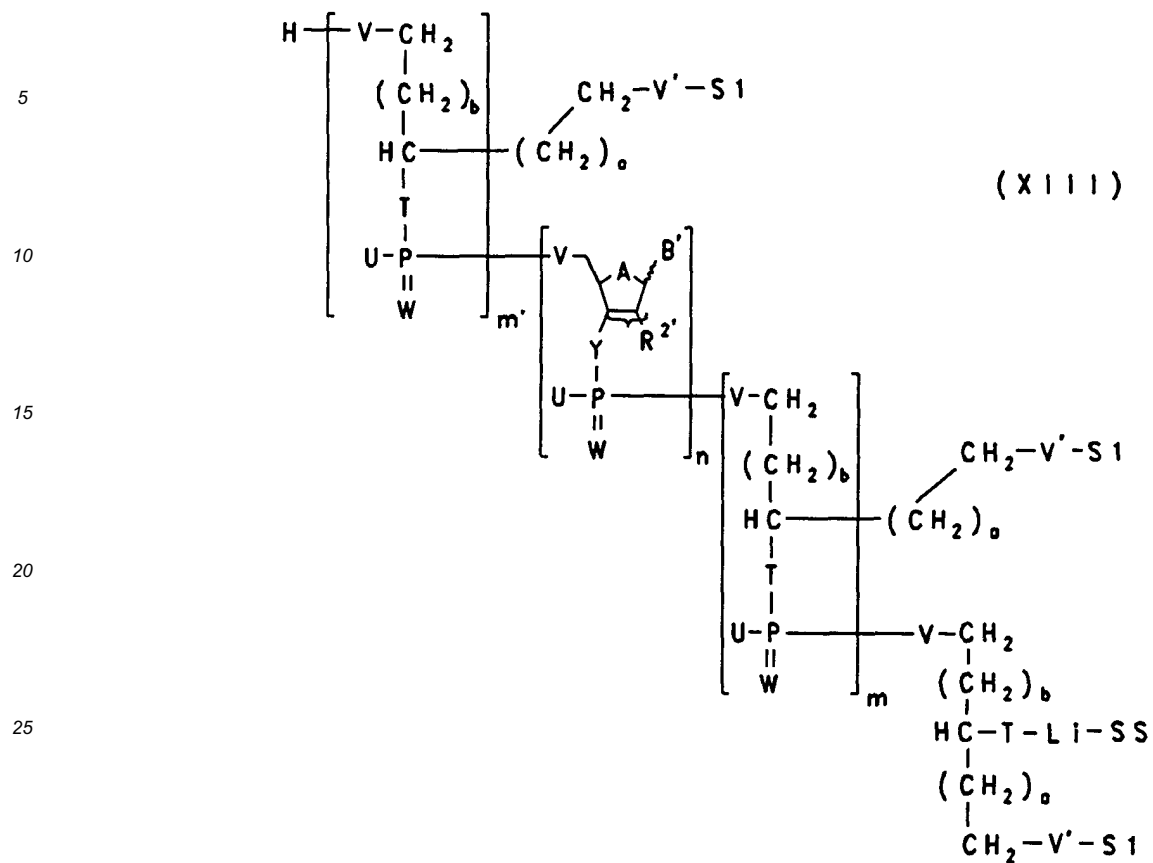 H V-CH2
5 (CH2)b CH2-V'-S1
HC (CH2)a
(XIII)
T
10 U-P V A B'
W m' R2'
Y
15 U-P V-CH2
W n (CH2)b CH2-V'-S1
HC (CH2)a
20 T
U-P V-CH2
W m (CH2)b
25 HC-T-Li-SS
(CH2)a
CH2-V'-S1